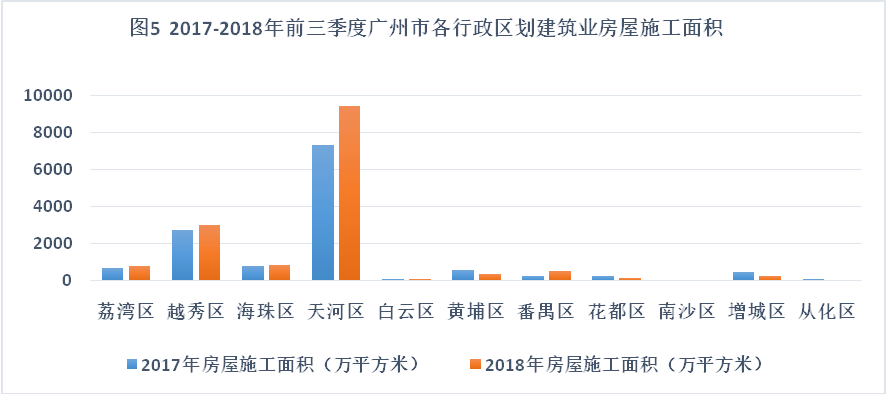 图5 2017-2018年前三季度广州市各行政区划建筑业房屋施工面积
10000
8000
6000
4000
2000
0
荔湾区 越秀区 海珠区 天河区 白云区 黄埔区 番禺区 花都区 南沙区 增城区 从化区
2017年房屋施工面积（万平方米） 2018年房屋施工面积（万平方米）